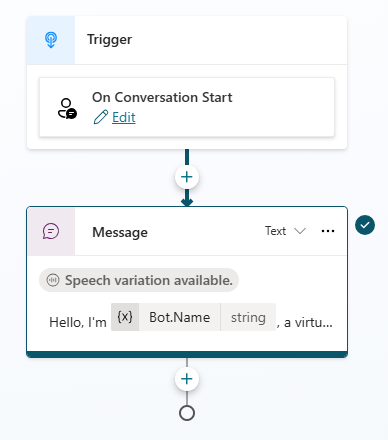 Trigger
On Conversation Start
Edit
Message
Text
Speech variation available.
Hello, I'm {x} Bot.Name string , a virtu...